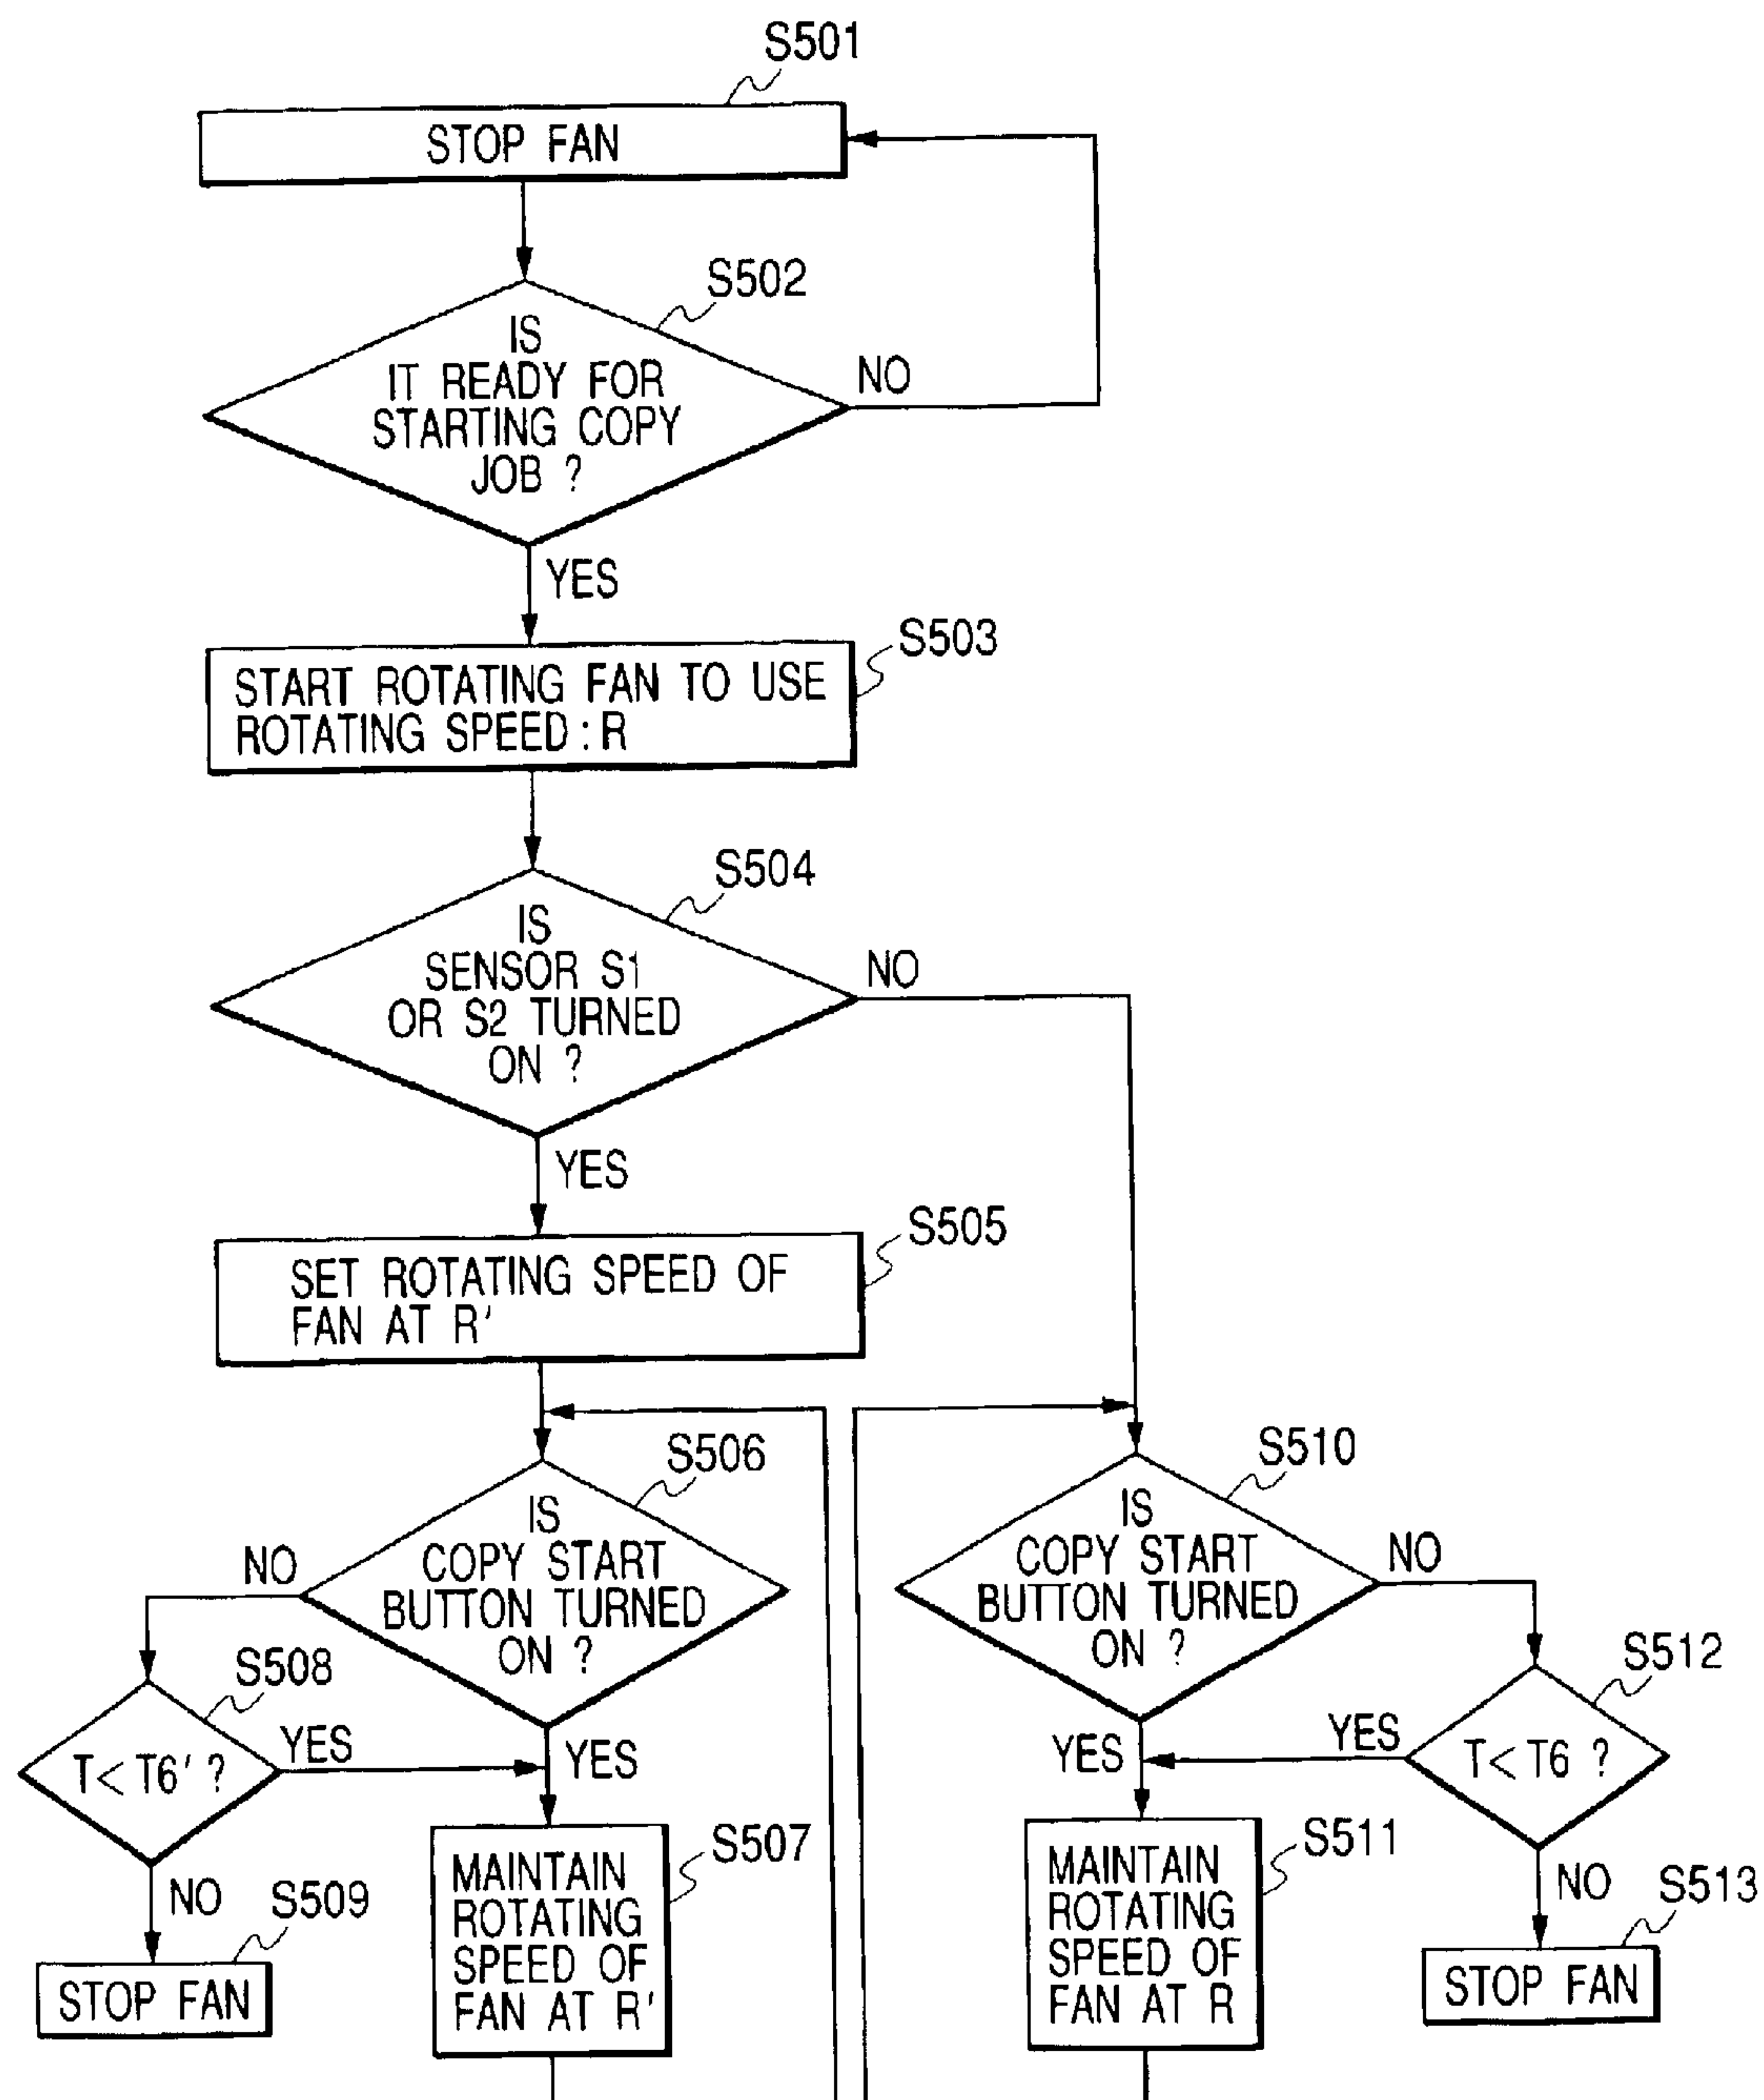 S501
STOP FAN
S502
IS
IT READY FOR
STARTING COPY
JOB ?
NO
YES
S503
START ROTATING FAN TO USE
ROTATING SPEED : R
S504
IS
SENSOR S1
OR S2 TURNED
ON ?
NO
YES
S505
SET ROTATING SPEED OF
FAN AT R'
S506
IS
COPY START
BUTTON TURNED
ON ?
NO
YES
S508
T< T6' ?
YES
NO
S509
STOP FAN
S507
MAINTAIN
ROTATING
SPEED OF
FAN AT R'
S510
IS
COPY START
BUTTON TURNED
ON ?
NO
YES
S512
T< T6 ?
YES
NO
S513
STOP FAN
S511
MAINTAIN
ROTATING
SPEED OF
FAN AT R